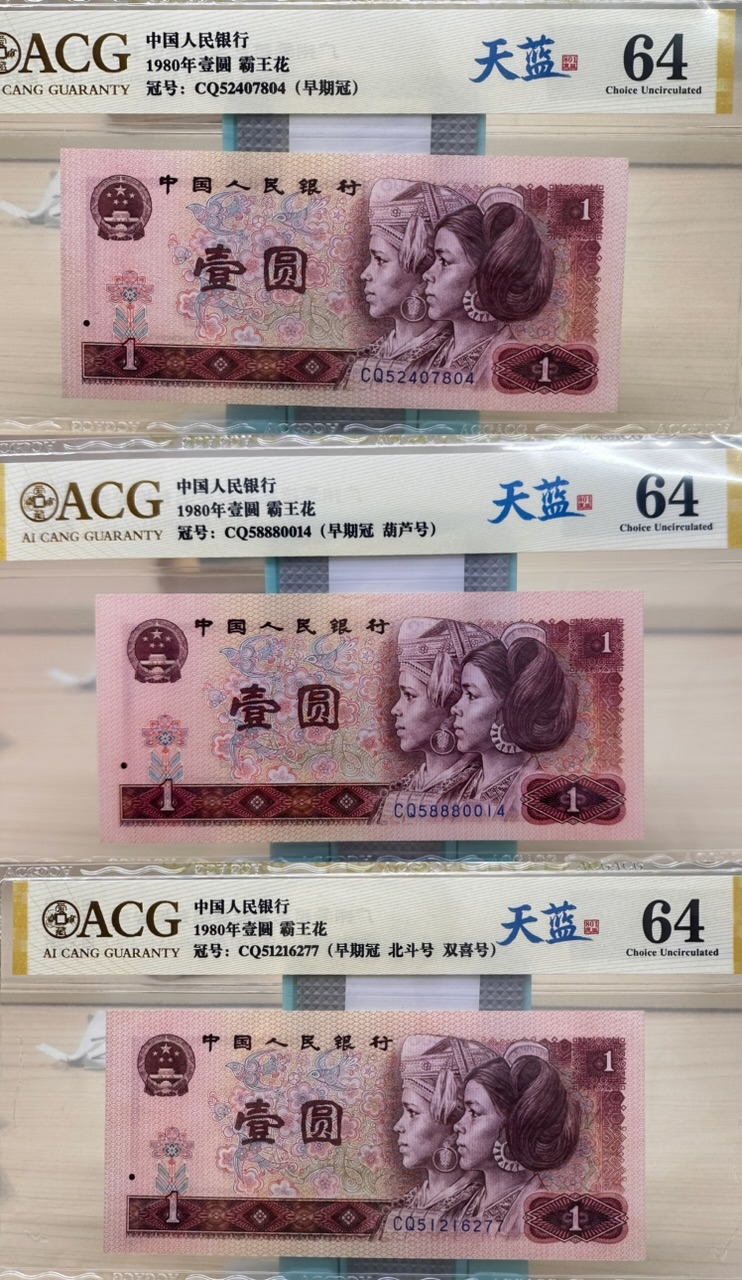 ACG
CANG GUARANTY
中国人民银行
1980年壹圆 霸王花
冠号：CQ52407804（早期冠）
天蓝
64
Choice Uncirculated
中国人民银行
壹圆
1
1
CQ52407804
1
ACG
AI CANG GUARANTY
中国人民银行
1980年壹圆 霸王花
冠号：CQ58880014（早期冠 葫芦号）
天蓝
64
Choice Uncirculated
中国人民银行
壹圆
1
1
CQ58880014
1
ACG
AI CANG GUARANTY
中国人民银行
1980年壹圆 霸王花
冠号：CQ51216277（早期冠 北斗号 双喜号）
天蓝
64
Choice Uncirculated
中国人民银行
壹圆
1
1
CQ51216277
1